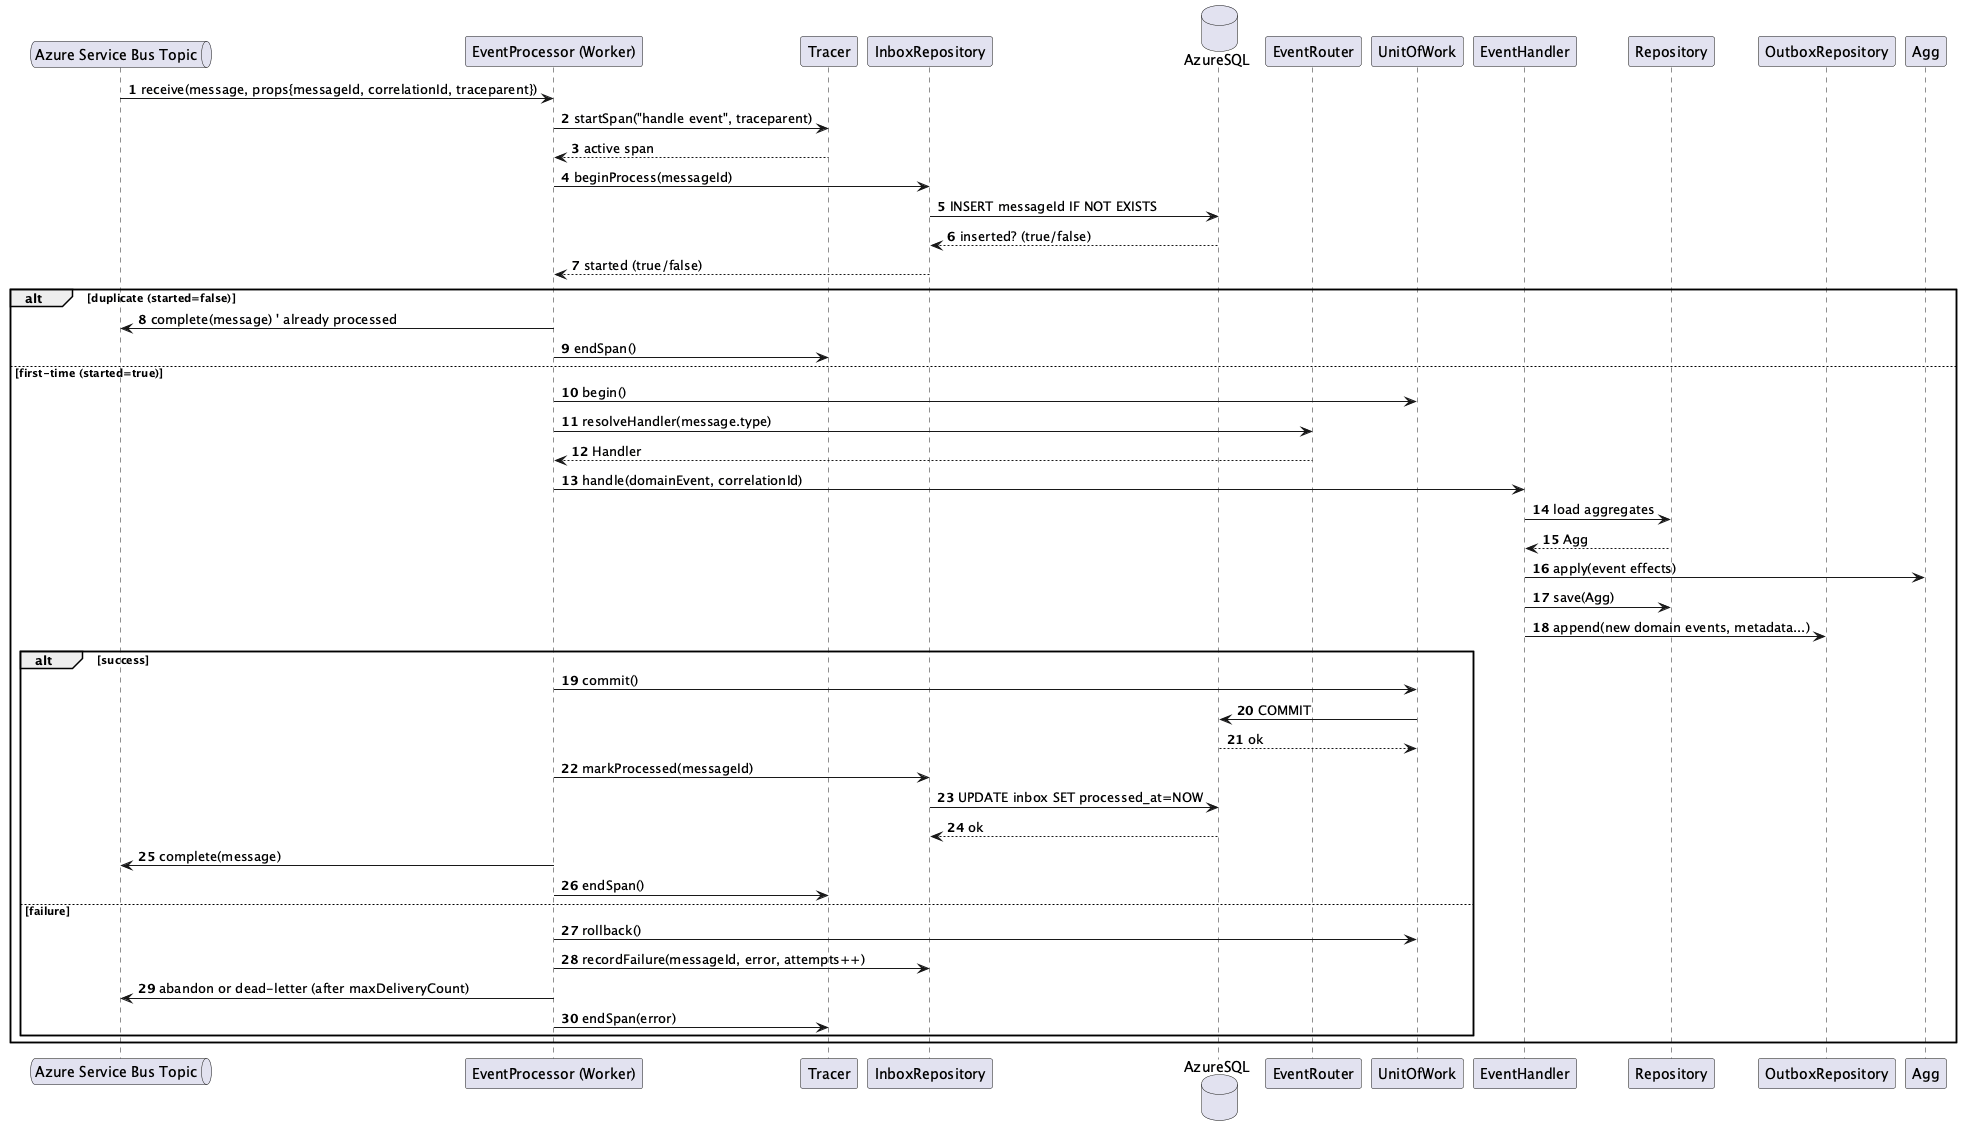 Azure Service Bus Topic
EventProcessor (Worker)
Tracer
InboxRepository
AzureSQL
EventRouter
UnitOfWork
EventHandler
Repository
OutboxRepository
Agg
1 receive(message, props{messageId, correlationId, traceparent})
2 startSpan("handle event", traceparent)
3 active span
4 beginProcess(messageId)
5 INSERT messageId IF NOT EXISTS
6 inserted? (true/false)
7 started (true/false)
alt [duplicate (started=false)]
8 complete(message) ' already processed
9 endSpan()
[first-time (started=true)]
10 begin()
11 resolveHandler(message.type)
12 Handler
13 handle(domainEvent, correlationId)
14 load aggregates
15 Agg
16 apply(event effects)
17 save(Agg)
18 append(new domain events, metadata...)
alt [success]
19 commit()
20 COMMIT
21 ok
22 markProcessed(messageId)
23 UPDATE inbox SET processed_at=NOW
24 ok
25 complete(message)
26 endSpan()
[failure]
27 rollback()
28 recordFailure(messageId, error, attempts++)
29 abandon or dead-letter (after maxDeliveryCount)
30 endSpan(error)
Azure Service Bus Topic
EventProcessor (Worker)
Tracer
InboxRepository
AzureSQL
EventRouter
UnitOfWork
EventHandler
Repository
OutboxRepository
Agg